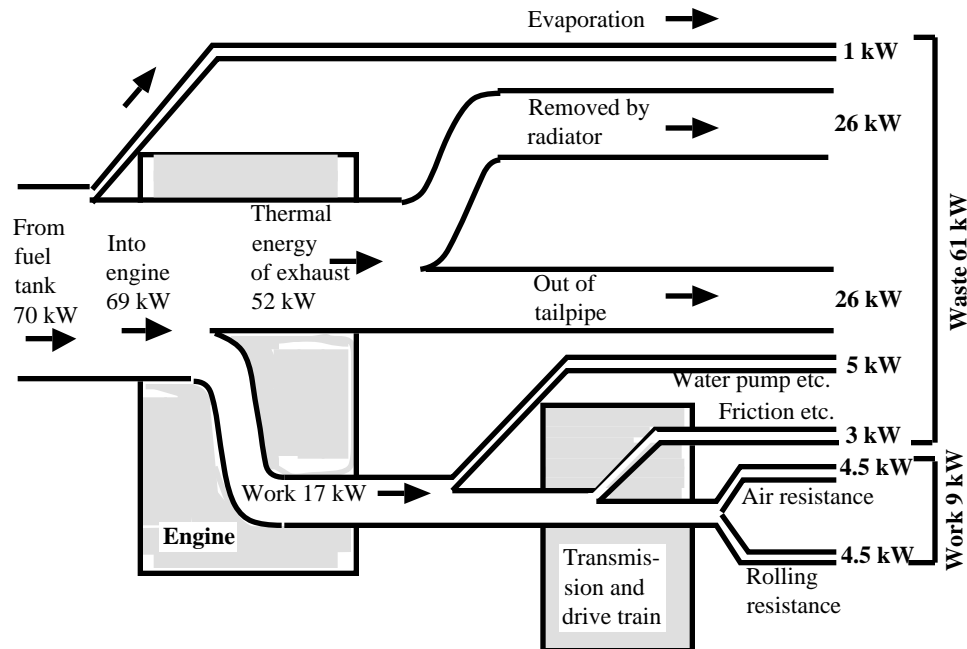 Evaporation
1 kW
Removed by
radiator
26 kW
From
fuel
tank
70 kW
Into
engine
69 kW
Thermal
energy
of exhaust
52 kW
Out of
tailpipe
26 kW
Waste 61 kW
5 kW
Water pump etc.
Friction etc.
3 kW
Work 17 kW
4.5 kW
Air resistance
Work 9 kW
Engine
Transmis-
sion and
drive train
4.5 kW
Rolling
resistance